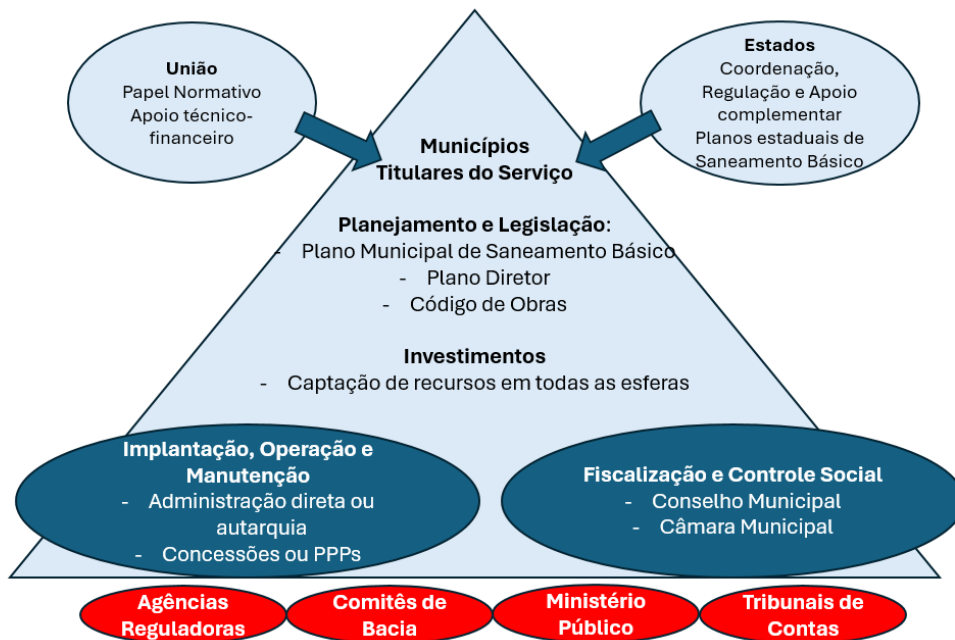 União
Papel Normativo
Apoio técnico-
financeiro
Estados
Coordenação,
Regulação e Apoio
complementar
Planos estaduais de
Saneamento Básico
Municípios
Titulares do Serviço
Planejamento e Legislação:
- Plano Municipal de Saneamento Básico
- Plano Diretor
- Código de Obras
Investimentos
- Captação de recursos em todas as esferas
Implantação, Operação e
Manutenção
- Administração direta ou
autarquia
- Concessões ou PPPs
Fiscalização e Controle Social
- Conselho Municipal
- Câmara Municipal
Agências
Reguladoras
Comitês de
Bacia
Ministério
Público
Tribunais de
Contas